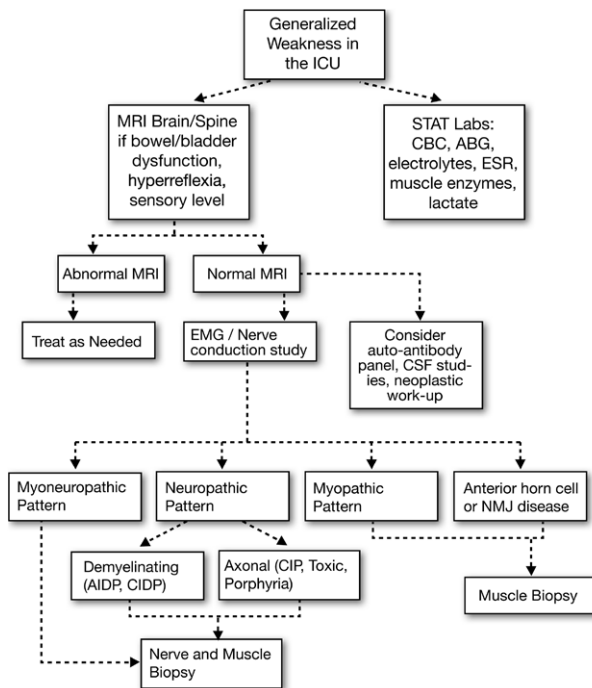 Generalized
Weakness in
the ICU
MRI Brain/Spine
if bowel/bladder
dysfunction,
hyperreflexia,
sensory level
STAT Labs:
CBC, ABG,
electrolytes, ESR,
muscle enzymes,
lactate
Abnormal MRI
Normal MRI
Treat as Needed
EMG / Nerve
conduction study
Consider
auto-antibody
panel, CSF stud-
ies, neoplastic
work-up
Myoneuropathic
Pattern
Neuropathic
Pattern
Myopathic
Pattern
Anterior horn cell
or NMJ disease
Demyelinating
(AIDP, CIDP)
Axonal (CIP, Toxic,
Porphyria)
Muscle Biopsy
Nerve and Muscle
Biopsy